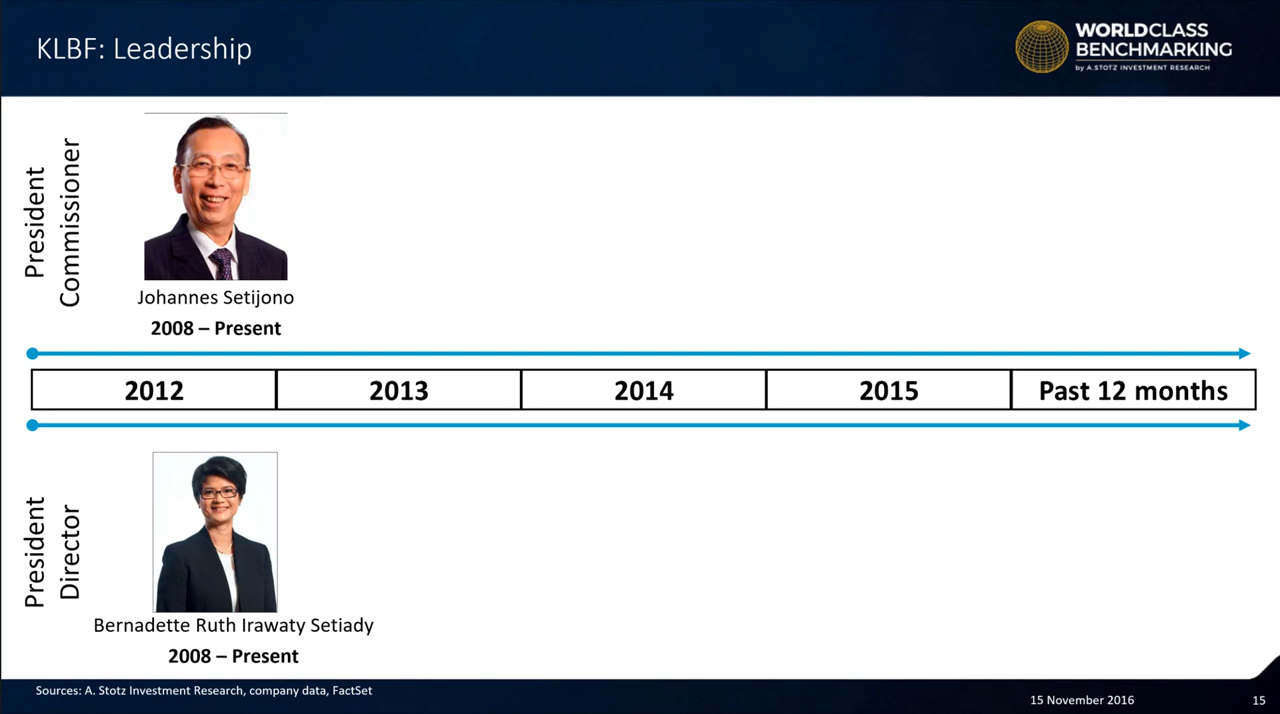 KLBF: Leadership
WORLDCLASS
BENCHMARKING
by A.STOTZ INVESTMENT RESEARCH
President
Commissioner
Johannes Setijono
2008 – Present
2012 2013 2014 2015 Past 12 months
President
Director
Bernadette Ruth Irawaty Setiady
2008 – Present
Sources: A. Stotz Investment Research, company data, FactSet
15 November 2016 15